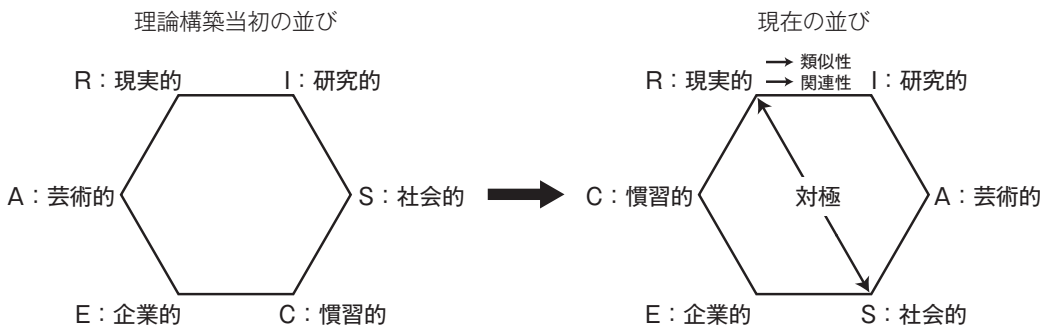 理論構築当初の並び
R：現実的
I：研究的
A：芸術的
S：社会的
E：企業的
C：慣習的
現在の並び
類似性
関連性
R：現実的
I：研究的
C：慣習的
対極
A：芸術的
E：企業的
S：社会的